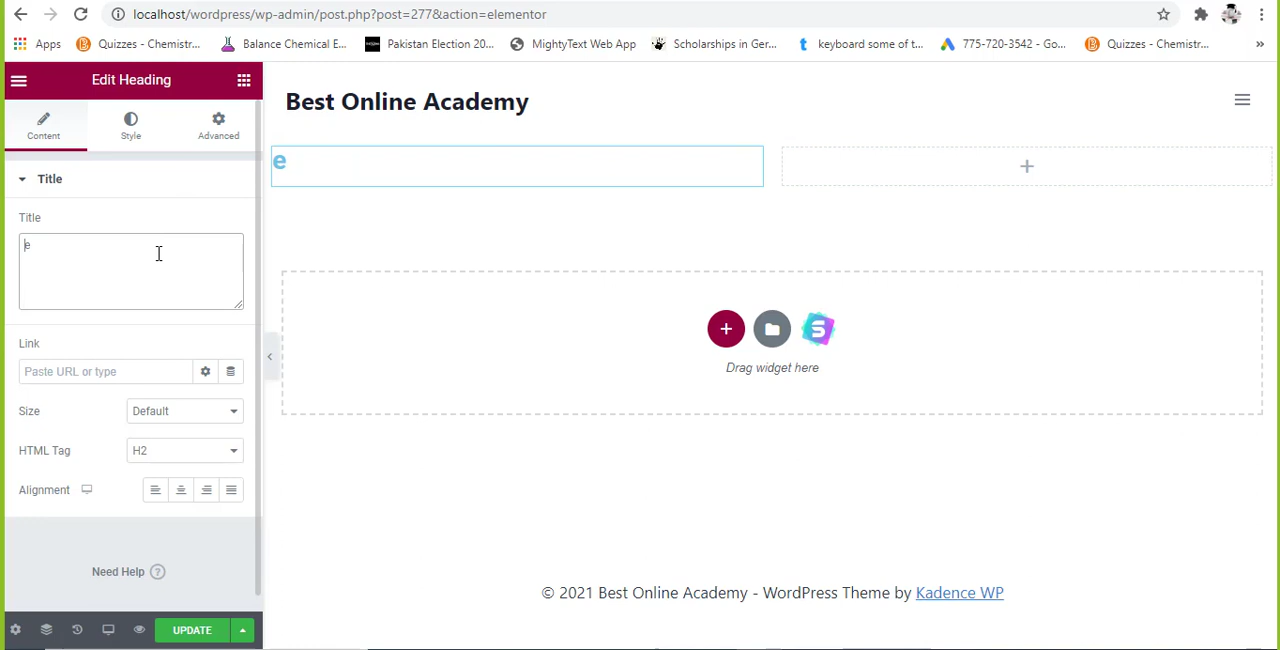 localhost/wordpress/wp-admin/post.php?post=277&action=elementor
Apps Quizzes - Chemistr... Balance Chemical E... Pakistan Election 20... MightyText Web App Scholarships in Ger... keyboard some of t... 775-720-3542 - Go... Quizzes - Chemistr... »
Edit Heading
Best Online Academy
Content Style Advanced
e
Title
Title
e
Link
Paste URL or type
Drag widget here
Size Default
HTML Tag H2
Alignment
Need Help ?
© 2021 Best Online Academy - WordPress Theme by Kadence WP
UPDATE